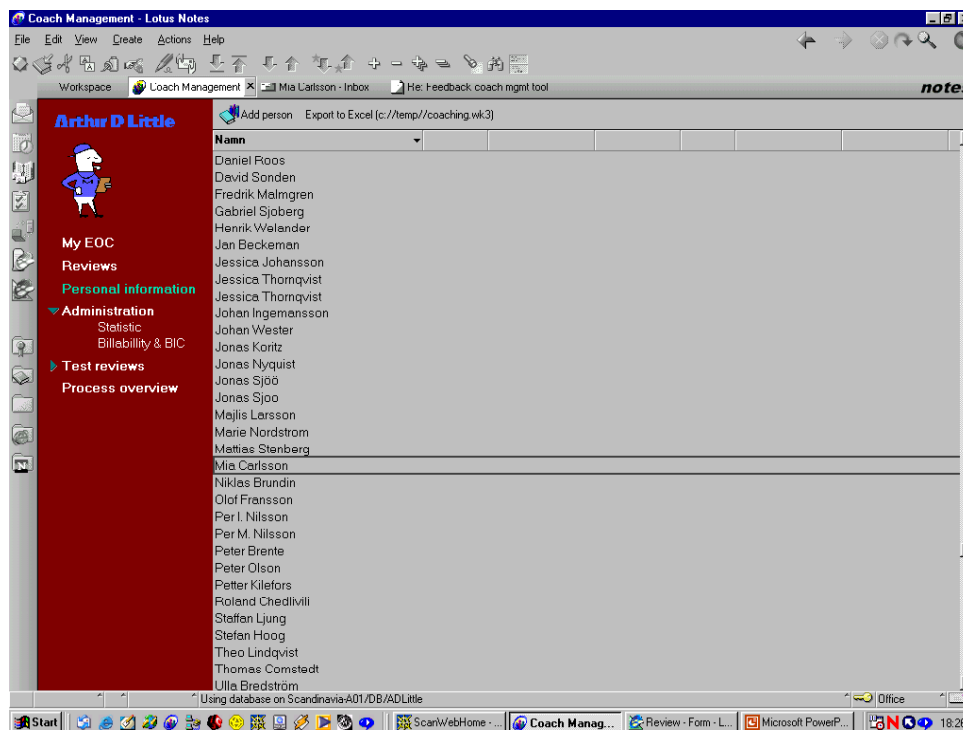 Coach Management - Lotus Notes
File Edit View Create Actions Help
Workspace Coach Management Mia Carlsson - Inbox Re: Feedback coach mgmt tool notes
Arthur D Little
Add person Export to Excel (c://temp//coaching.wk3)
Namn
Daniel Roos
David Sonden
Fredrik Malmgren
Gabriel Sjoberg
Henrik Welander
Jan Beckeman
Jessica Johansson
Jessica Thornqvist
Jessica Thornqvist
Johan Ingemansson
Johan Wester
Jonas Koritz
Jonas Nyquist
Jonas Sjöö
Jonas Sjoo
Majlis Larsson
Marie Nordstrom
Mattias Stenberg
Mia Carlsson
Niklas Brundin
Olof Fransson
Per I. Nilsson
Per M. Nilsson
Peter Brente
Peter Olson
Petter Kilefors
Roland Chedlivili
Staffan Ljung
Stefan Hoog
Theo Lindqvist
Thomas Cornstedt
Ulla Bredström
My EOC
Reviews
Personal information
Administration
Statistic
Billabillity & BIC
Test reviews
Process overview
Using database on Scandinavia-A01/DB/ADLittle Office
Start ScanWebHome - ... Coach Manag... Review - Form - L... Microsoft PowerP... 18:26